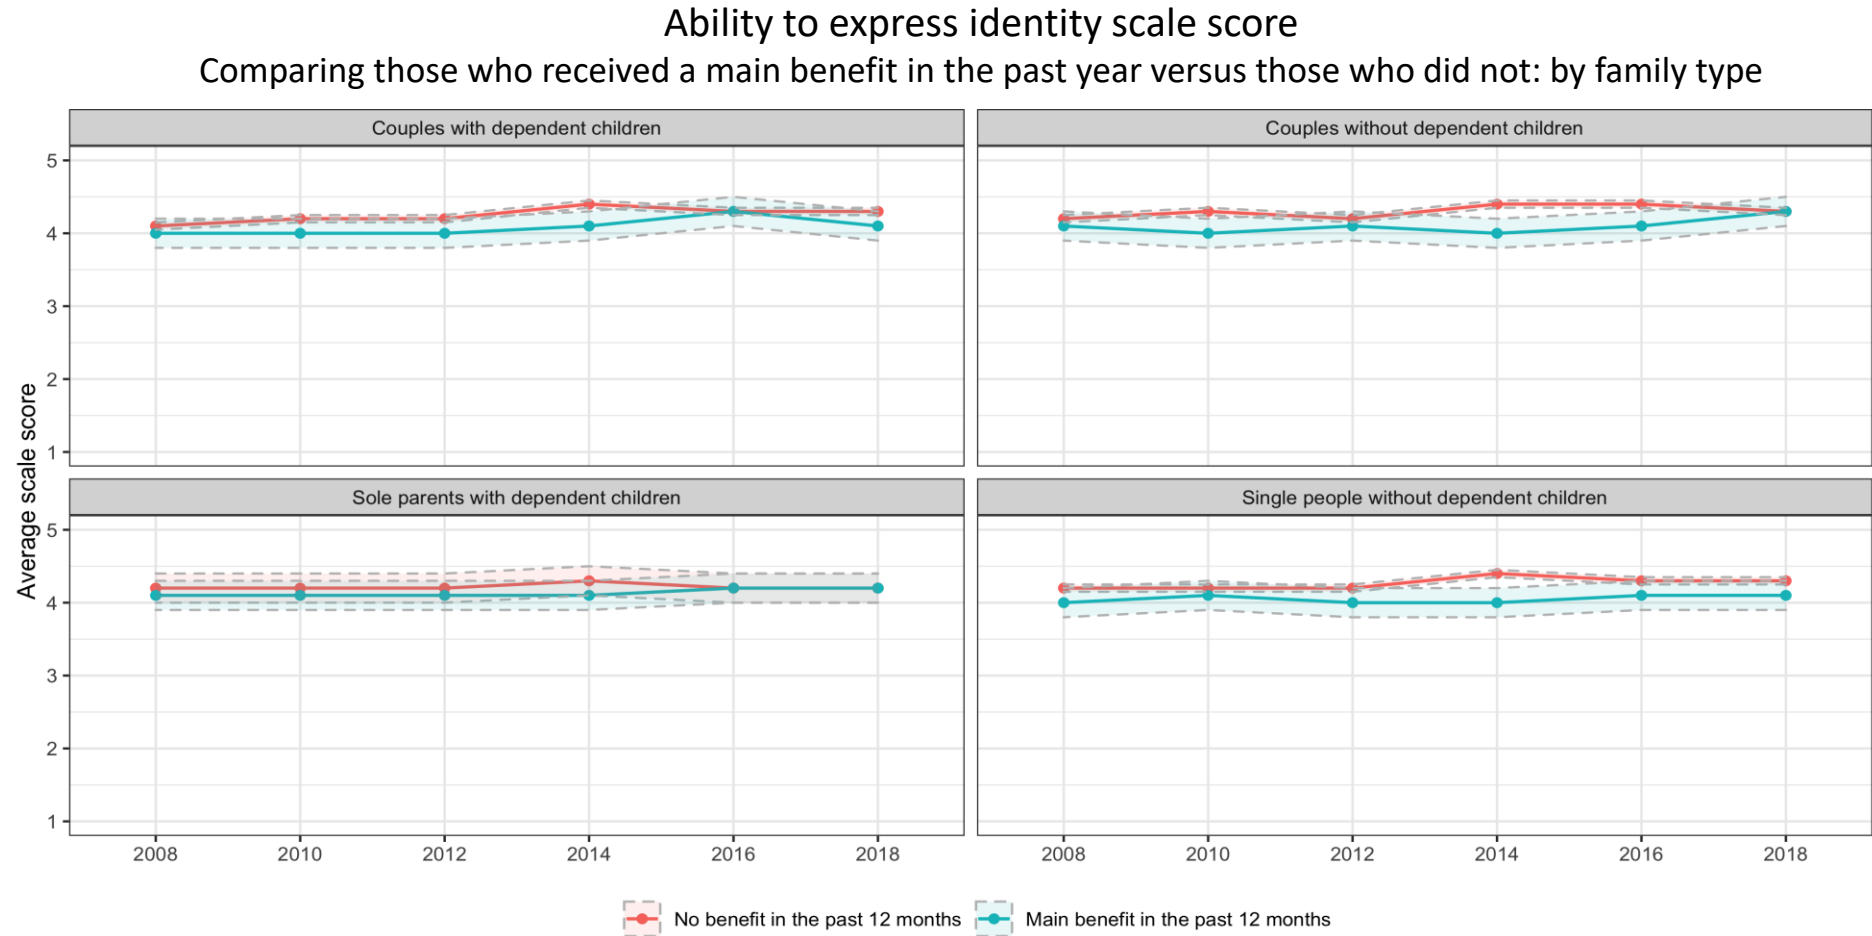 Ability to express identity scale score
Comparing those who received a main benefit in the past year versus those who did not: by family type
Couples with dependent children
Couples without dependent children
5
4
3
2
1
Average scale score
Sole parents with dependent children
Single people without dependent children
5
4
3
2
1
2008 2010 2012 2014 2016 2018
2008 2010 2012 2014 2016 2018
No benefit in the past 12 months
Main benefit in the past 12 months